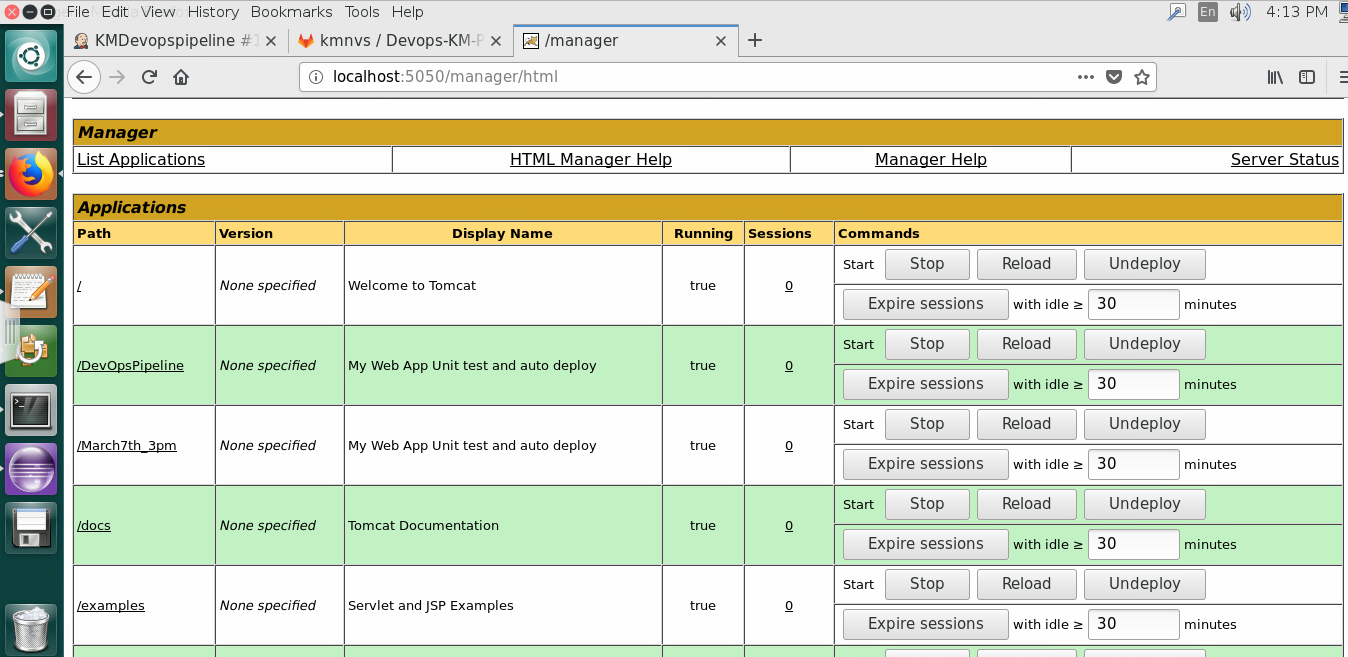 File Edit View History Bookmarks Tools Help En 4:13 PM
KMDevopspipeline #1 kmnvs / Devops-KM-P /manager
localhost:5050/manager/html
Manager
List Applications HTML Manager Help Manager Help Server Status
Applications
Path Version Display Name Running Sessions Commands
/ None specified Welcome to Tomcat true 0 Start Stop Reload Undeploy
Expire sessions with idle ≥ 30 minutes
/DevOpsPipeline None specified My Web App Unit test and auto deploy true 0 Start Stop Reload Undeploy
Expire sessions with idle ≥ 30 minutes
/March7th_3pm None specified My Web App Unit test and auto deploy true 0 Start Stop Reload Undeploy
Expire sessions with idle ≥ 30 minutes
/docs None specified Tomcat Documentation true 0 Start Stop Reload Undeploy
Expire sessions with idle ≥ 30 minutes
/examples None specified Servlet and JSP Examples true 0 Start Stop Reload Undeploy
Expire sessions with idle ≥ 30 minutes